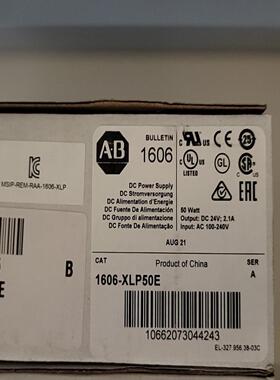 BULLETIN
1606
A-B
MSIP-REM-RAA-1606-XLP
DC Power Supply
DC Stromversorgung
DC Alimentation d'Energie
DC Fuente De Alimentación
DC Gruppo di alimentazione
DC Fonte De Alimentação
50 Watt
Output: DC 24V; 2.1A
Input: AC 100-240V
AUG 21
B
E
CAT
Product of China
SER
1606-XLP50E
A
10662073044243
EL-327.956.38-03C